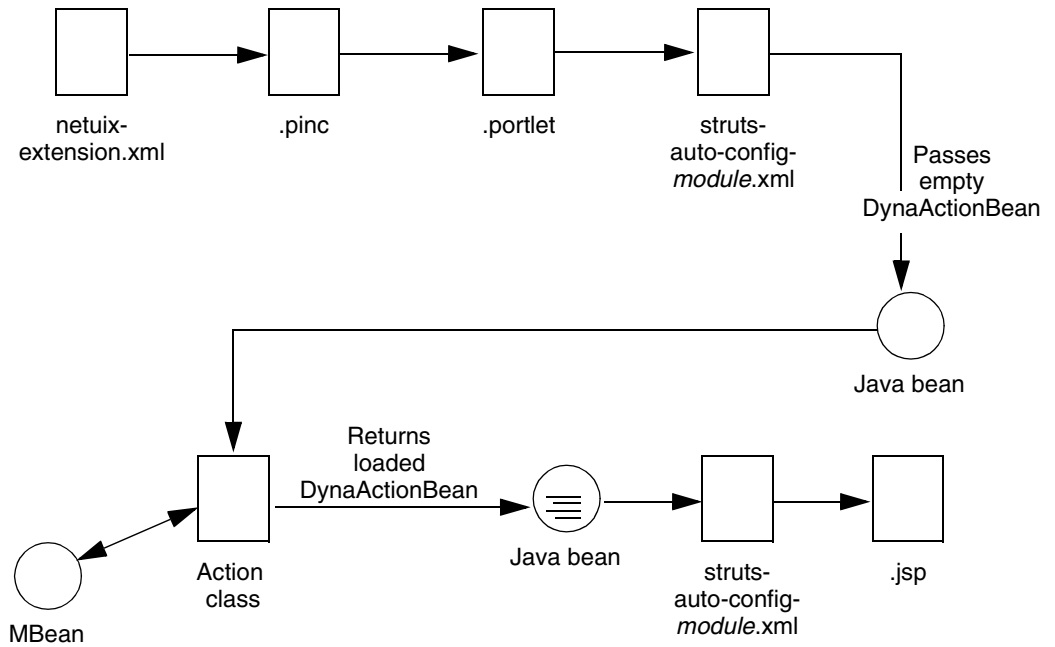 netuix-
extension.xml
.pinc
.portlet
struts-
auto-config-
module.xml
Passes
empty
DynaActionBean
Java bean
Returns
loaded
DynaActionBean
Action
class
MBean
Java bean
struts-
auto-config-
module.xml
.jsp